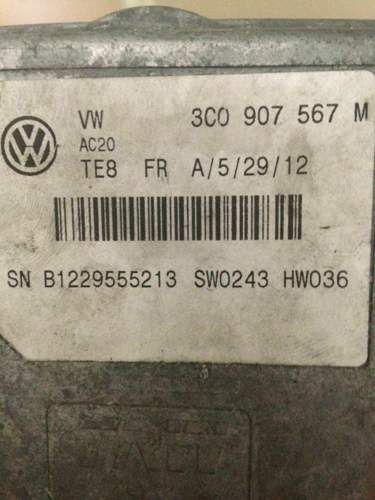 VW 3C0 907 567 M
AC20
TE8 FR A/5/29/12
SN B1229555213 SW0243 HW036